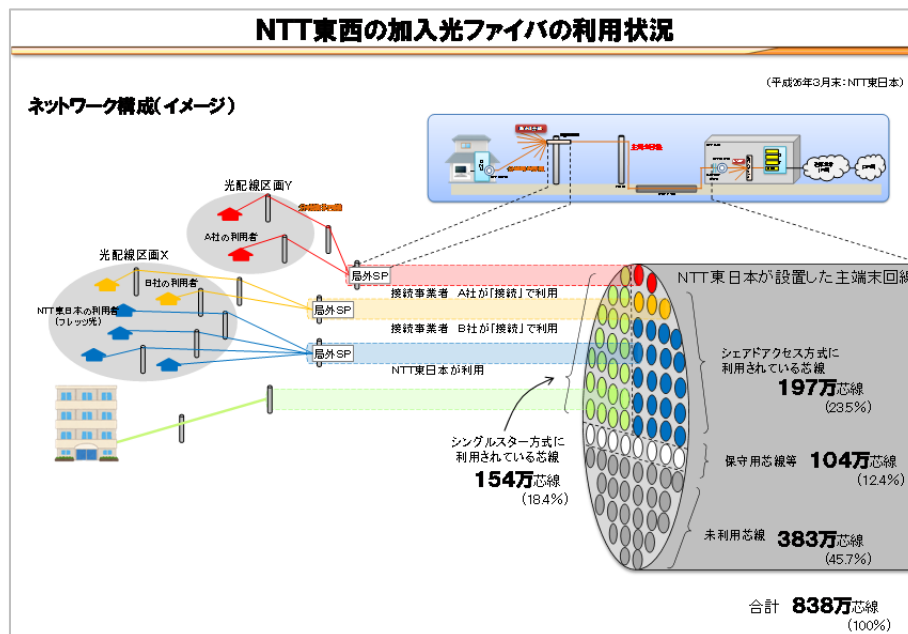 NTT東西の加入光ファイバの利用状況
(平成26年3月末:NTT東日本)
ネットワーク構成(イメージ)
光配線区画Y
A社の利用者
光配線区画X
B社の利用者
NTT東日本の利用者
(フレッツ光)
局外SP
局外SP
局外SP
接続事業者 A社が「接続」で利用
接続事業者 B社が「接続」で利用
NTT東日本が利用
NTT東日本が設置した主端末回線
シェアドアクセス方式に
利用されている芯線
197万芯線
(23.5%)
シングルスター方式に
利用されている芯線
154万芯線
(18.4%)
保守用芯線等 104万芯線
(12.4%)
未利用芯線 383万芯線
(45.7%)
合計 838万芯線
(100%)